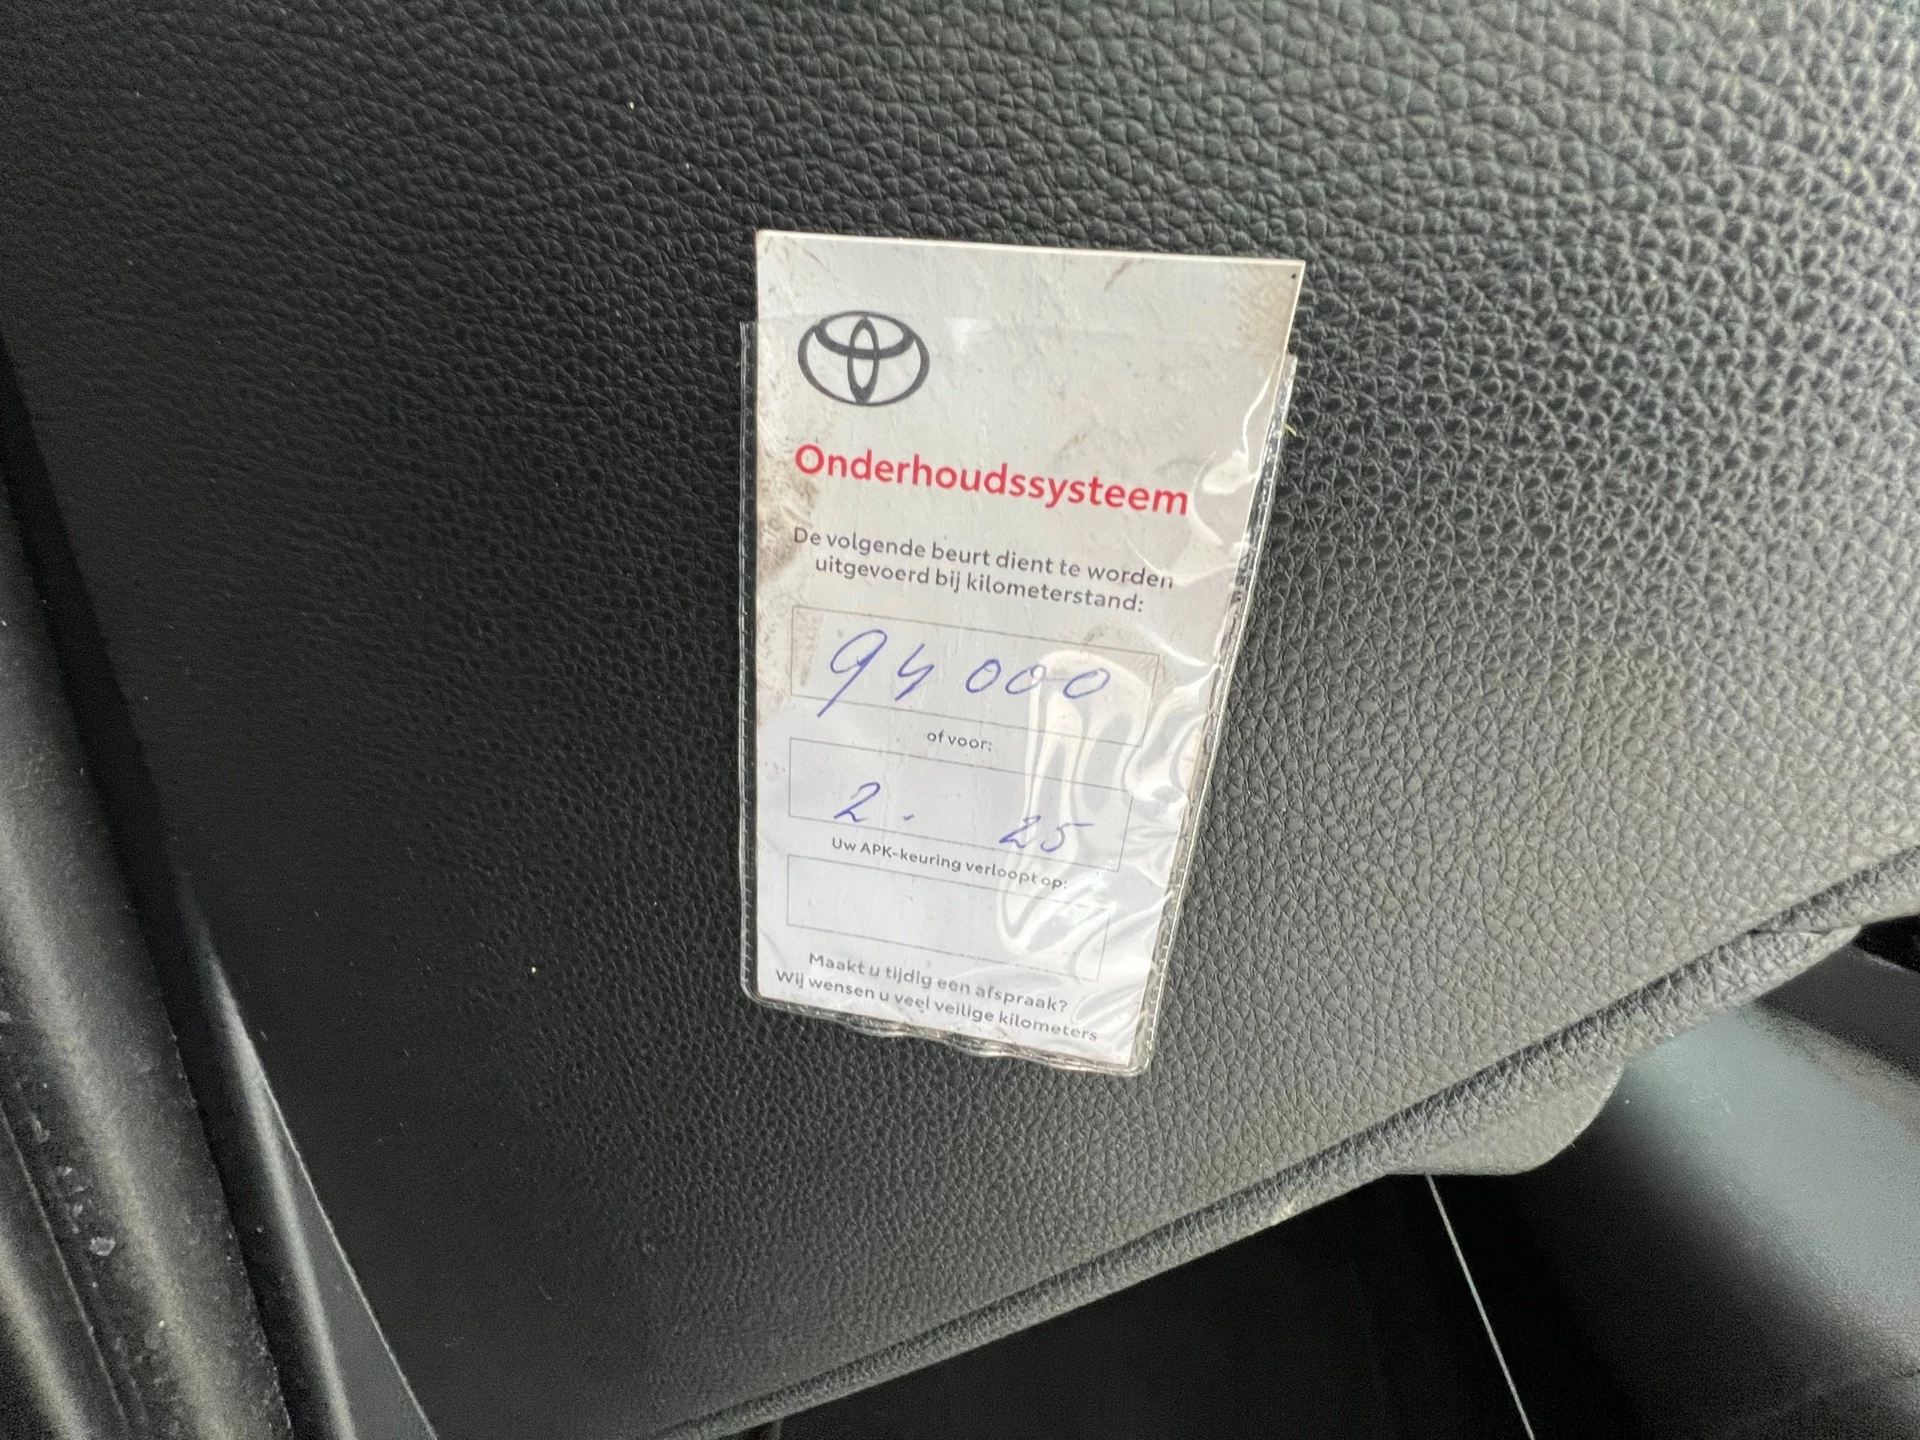 Onderhoudssysteem
De volgende beurt dient te worden
uitgevoerd bij kilometerstand:
94 000
of voor:
2. 25
Uw APK-keuring verloopt op:
Maakt u tijdig een afspraak?
Wij wensen u veel veilige kilometers